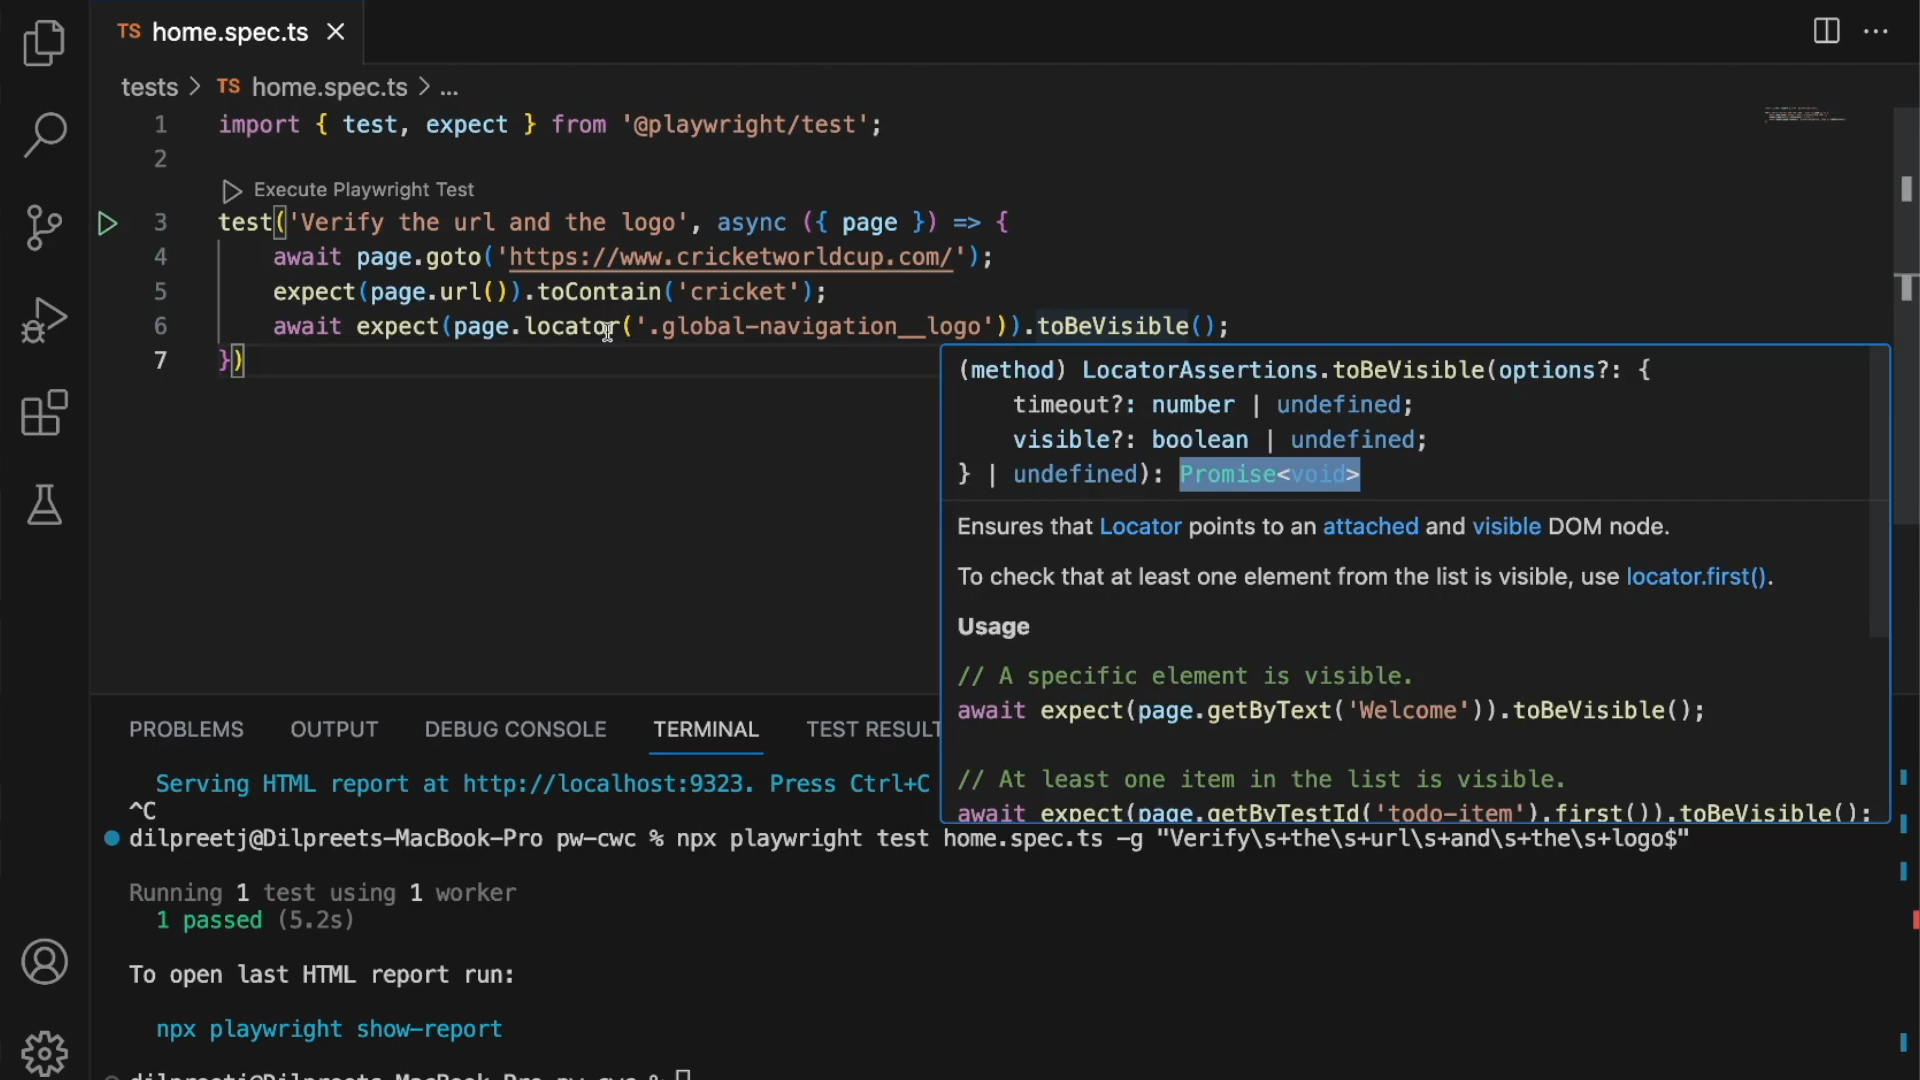 TS home.spec.ts
tests > TS home.spec.ts > ...
1 import { test, expect } from '@playwright/test';
2
Execute Playwright Test
3 test('Verify the url and the logo', async ({ page }) => {
4 await page.goto('https://www.cricketworldcup.com/');
5 expect(page.url()).toContain('cricket');
6 await expect(page.locator('.global-navigation__logo')).toBeVisible();
7 })
(method) LocatorAssertions.toBeVisible(options?: {
timeout?: number | undefined;
visible?: boolean | undefined;
} | undefined): Promise<void>
Ensures that Locator points to an attached and visible DOM node.
To check that at least one element from the list is visible, use locator.first().
Usage
// A specific element is visible.
await expect(page.getByText('Welcome')).toBeVisible();
// At least one item in the list is visible.
await expect(page.getByTestId('todo-item').first()).toBeVisible();
PROBLEMS OUTPUT DEBUG CONSOLE TERMINAL TEST RESULT
Serving HTML report at http://localhost:9323. Press Ctrl+C
^C
dilpreetj@Dilpreets-MacBook-Pro pw-cwc % npx playwright test home.spec.ts -g "Verify\s+the\s+url\s+and\s+the\s+logo$"
Running 1 test using 1 worker
1 passed (5.2s)
To open last HTML report run:
npx playwright show-report
dilpreetj@Dilpreets-MacBook-Pro pw-cwc %